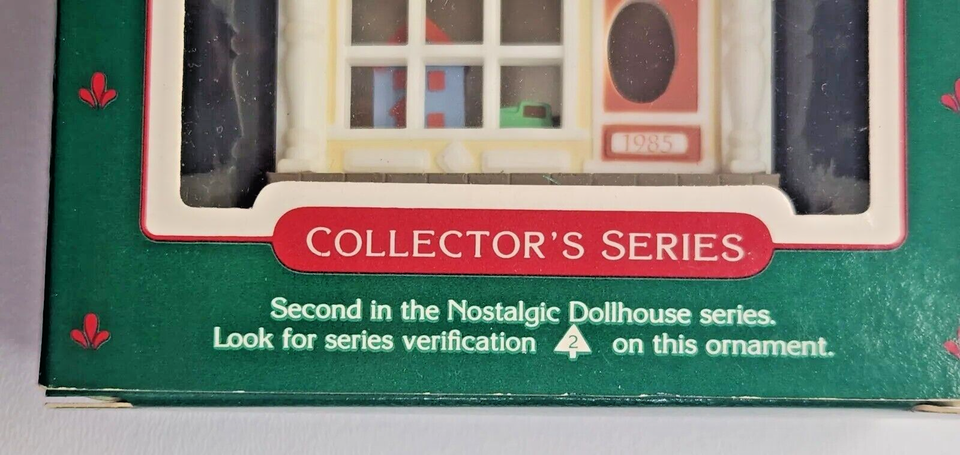 1985
COLLECTOR'S SERIES
Second in the Nostalgic Dollhouse series.
Look for series verification 2 on this ornament.